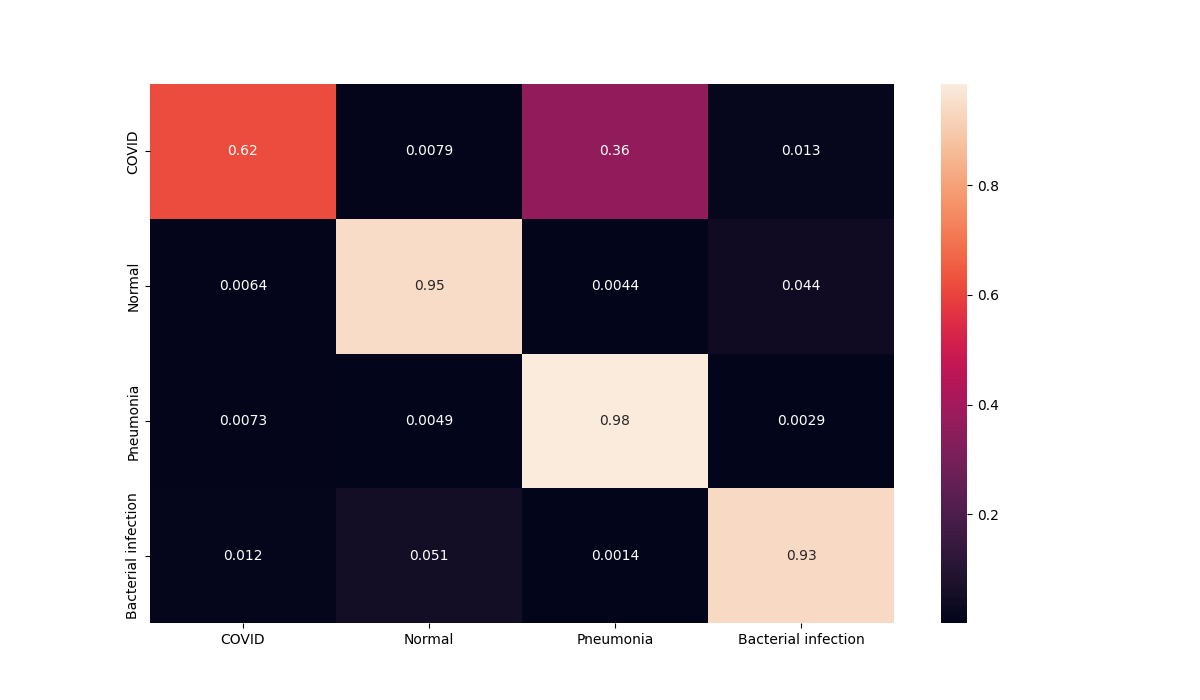 COVID 0.62 0.0079 0.36 0.013
0.8
Normal 0.0064 0.95 0.0044 0.044
0.6
Pneumonia 0.0073 0.0049 0.98 0.0029
0.4
Bacterial infection 0.012 0.051 0.0014 0.93
0.2
COVID Normal Pneumonia Bacterial infection